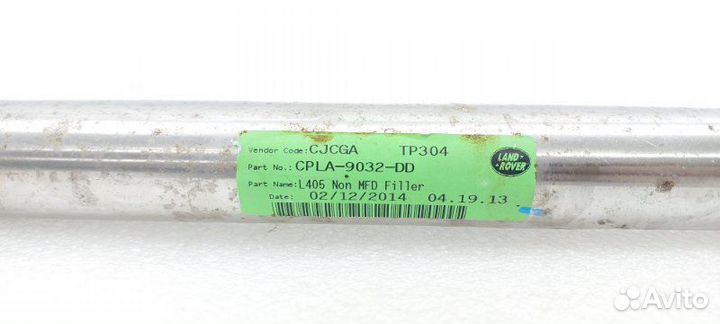 Vendor Code:CJCGA TP304
Part No.:CPLA-9032-DD
Part Name:L405 Non MFD Filler
Date: 02/12/2014 04.19.13
LAND-
ROVER
Avito